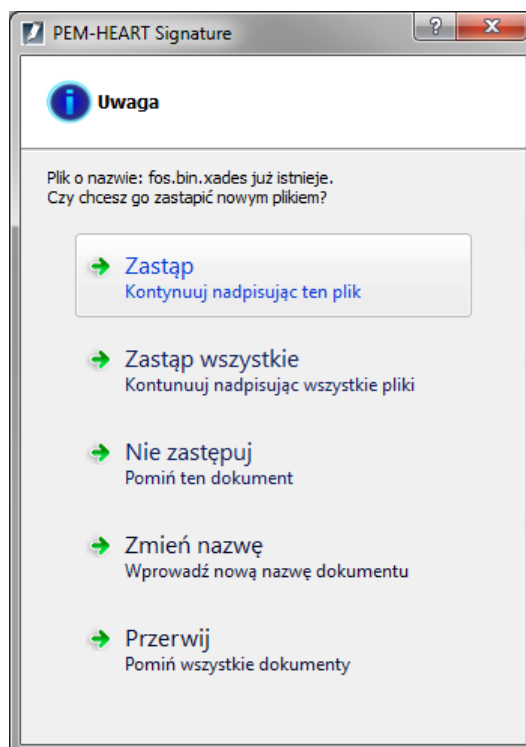 PEM-HEART Signature
Uwaga
Plik o nazwie: fos.bin.xades już istnieje.
Czy chcesz go zastapić nowym plikiem?
Zastąp
Kontynuuj nadpisując ten plik
Zastąp wszystkie
Kontunuuj nadpisując wszystkie pliki
Nie zastępuj
Pomiń ten dokument
Zmień nazwę
Wprowadź nową nazwę dokumentu
Przerwij
Pomiń wszystkie dokumenty